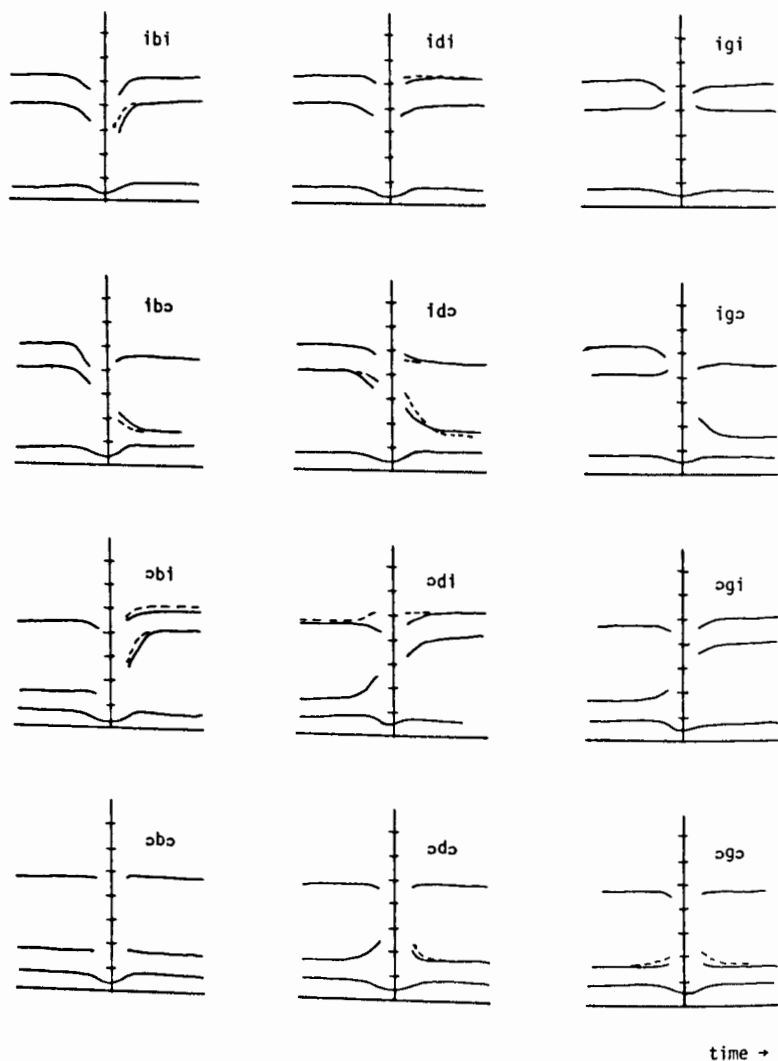 ibi idi igi
ibɔ idɔ igɔ
ɔbi ɔdi ɔgi
ɔbɔ ɔdɔ ɔgɔ
time →